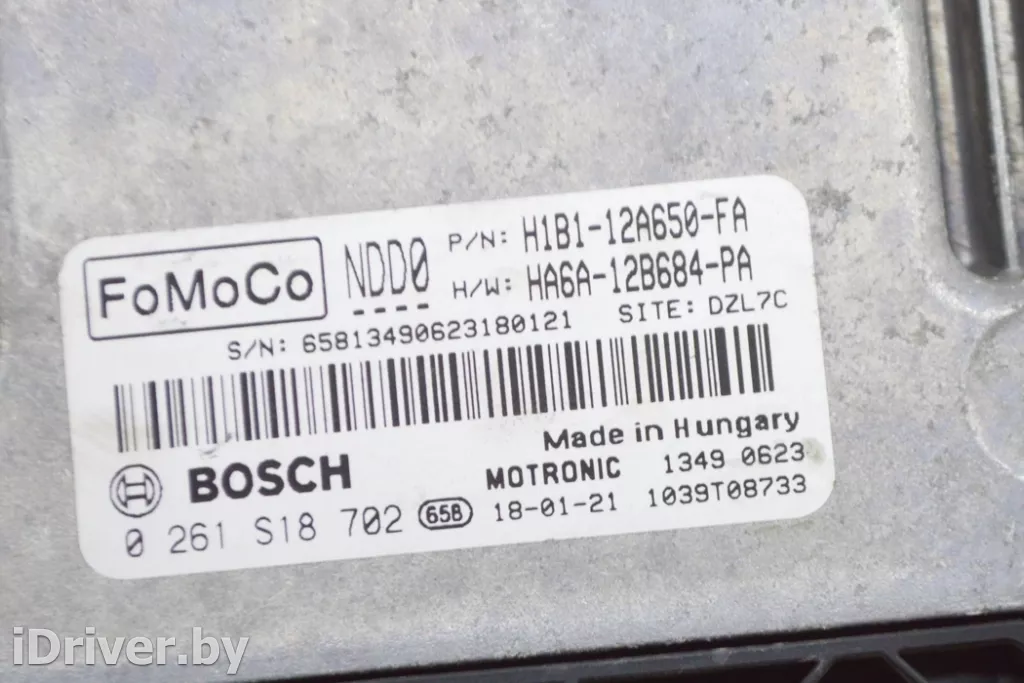 FoMoCo NDD0 P/N: H1B1-12A650-FA
H/W: HA6A-12B684-PA
S/N: 65813490623180121 SITE: DZL7C
Made in Hungary
BOSCH MOTRONIC 1349 0623
0 261 S18 702 658 18-01-21 1039T08733
iDriver.by